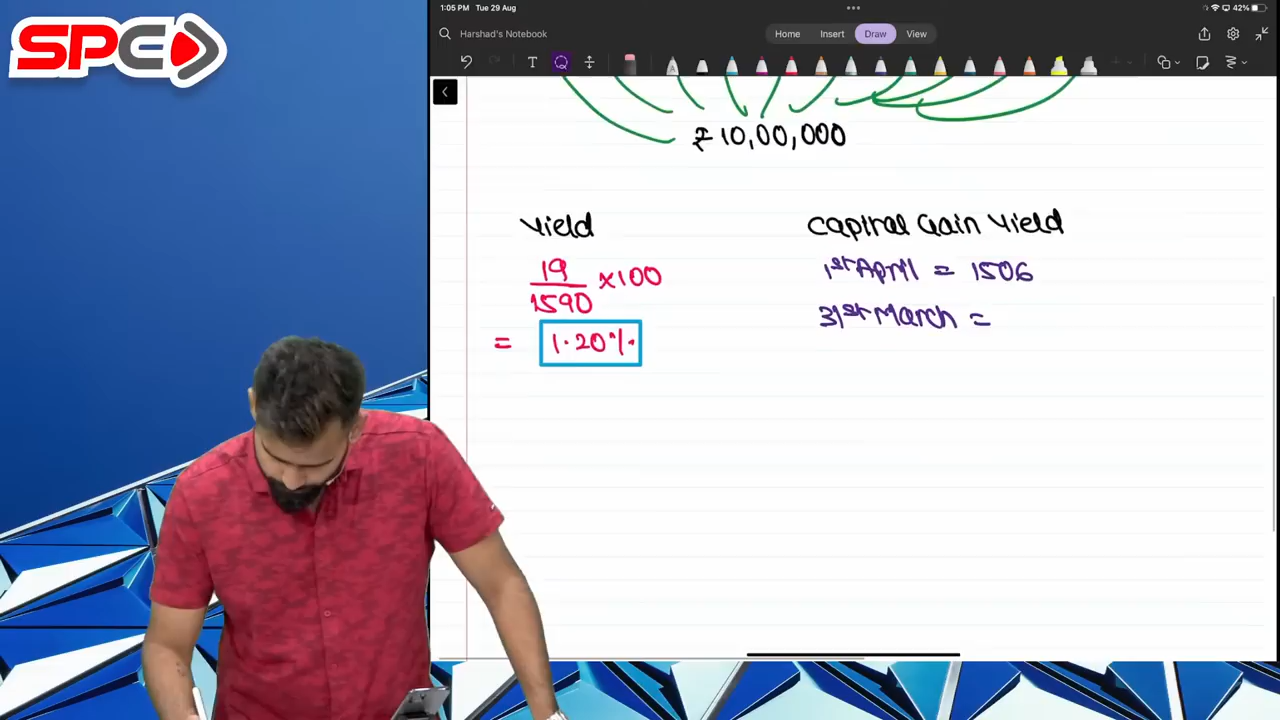 SPC
1:05 PM Tue 29 Aug
42%
Harshad's Notebook
Home Insert Draw View
₹10,00,000
Yield
Capital Gain Yield
19/1590 ×100
1st April = 1506
31st March =
= 1.20%